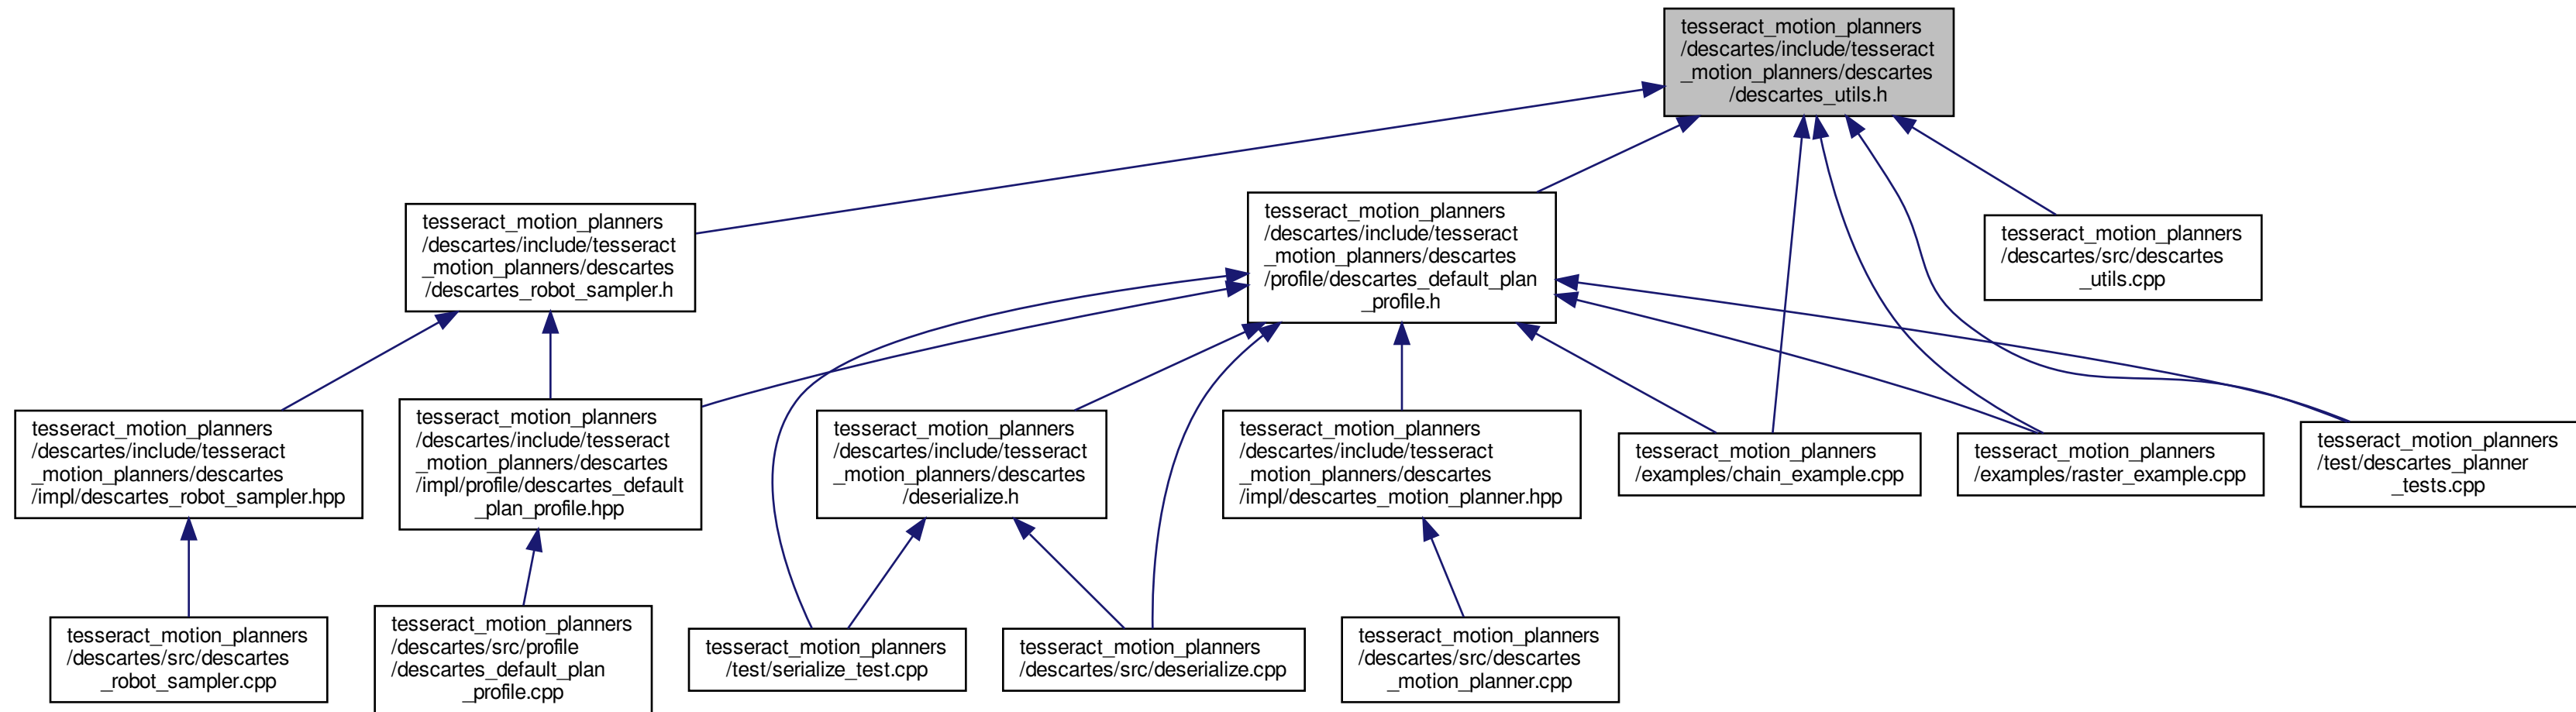 tesseract_motion_planners
/descartes/include/tesseract
_motion_planners/descartes
/descartes_utils.h
tesseract_motion_planners
/descartes/include/tesseract
_motion_planners/descartes
/descartes_robot_sampler.h
tesseract_motion_planners
/descartes/include/tesseract
_motion_planners/descartes
/profile/descartes_default_plan
_profile.h
tesseract_motion_planners
/descartes/src/descartes
_utils.cpp
tesseract_motion_planners
/descartes/include/tesseract
_motion_planners/descartes
/impl/descartes_robot_sampler.hpp
tesseract_motion_planners
/descartes/include/tesseract
_motion_planners/descartes
/impl/profile/descartes_default
_plan_profile.hpp
tesseract_motion_planners
/descartes/include/tesseract
_motion_planners/descartes
/deserialize.h
tesseract_motion_planners
/descartes/include/tesseract
_motion_planners/descartes
/impl/descartes_motion_planner.hpp
tesseract_motion_planners
/examples/chain_example.cpp
tesseract_motion_planners
/examples/raster_example.cpp
tesseract_motion_planners
/test/descartes_planner
_tests.cpp
tesseract_motion_planners
/descartes/src/descartes
_robot_sampler.cpp
tesseract_motion_planners
/descartes/src/profile
/descartes_default_plan
_profile.cpp
tesseract_motion_planners
/test/serialize_test.cpp
tesseract_motion_planners
/descartes/src/deserialize.cpp
tesseract_motion_planners
/descartes/src/descartes
_motion_planner.cpp